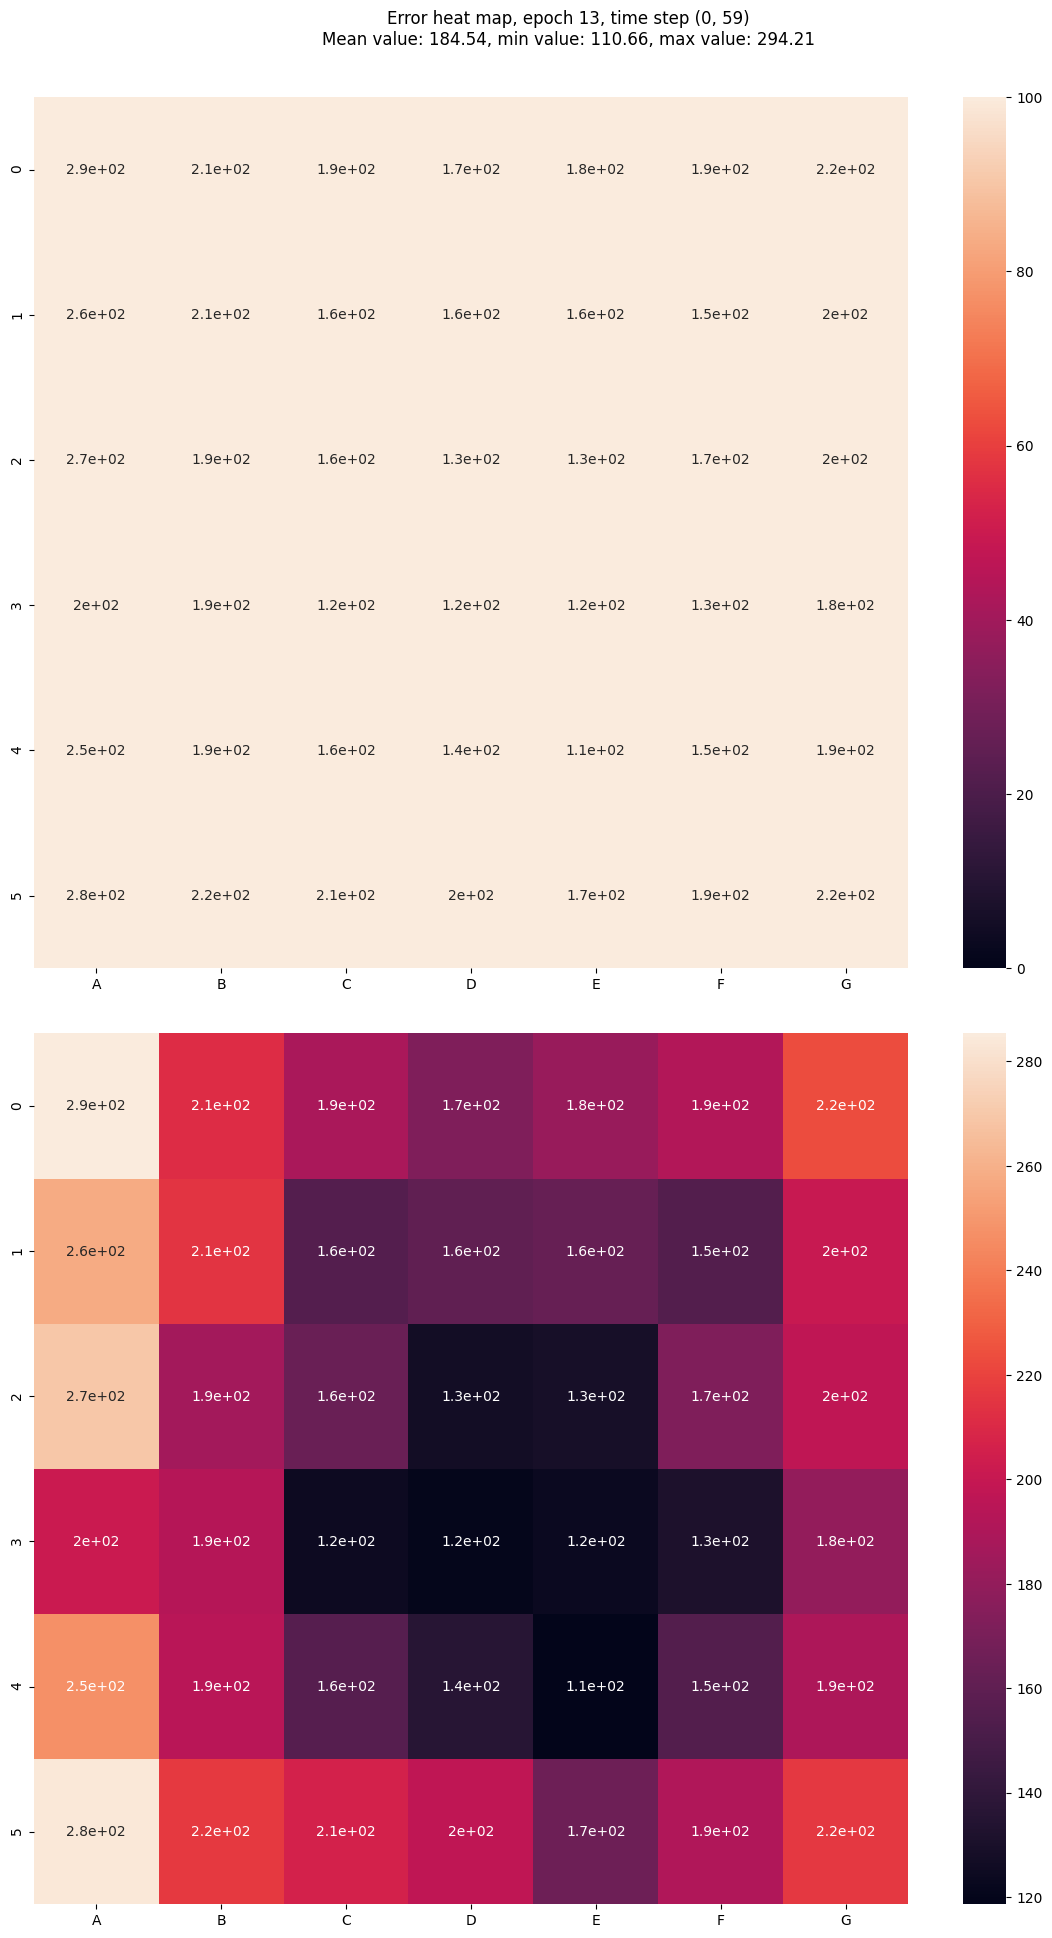 Error heat map, epoch 13, time step (0, 59)
Mean value: 184.54, min value: 110.66, max value: 294.21
0 2.9e+02 2.1e+02 1.9e+02 1.7e+02 1.8e+02 1.9e+02 2.2e+02
1 2.6e+02 2.1e+02 1.6e+02 1.6e+02 1.6e+02 1.5e+02 2e+02
2 2.7e+02 1.9e+02 1.6e+02 1.3e+02 1.3e+02 1.7e+02 2e+02
3 2e+02 1.9e+02 1.2e+02 1.2e+02 1.2e+02 1.3e+02 1.8e+02
4 2.5e+02 1.9e+02 1.6e+02 1.4e+02 1.1e+02 1.5e+02 1.9e+02
5 2.8e+02 2.2e+02 2.1e+02 2e+02 1.7e+02 1.9e+02 2.2e+02
A B C D E F G
100
80
60
40
20
0
0 2.9e+02 2.1e+02 1.9e+02 1.7e+02 1.8e+02 1.9e+02 2.2e+02
1 2.6e+02 2.1e+02 1.6e+02 1.6e+02 1.6e+02 1.5e+02 2e+02
2 2.7e+02 1.9e+02 1.6e+02 1.3e+02 1.3e+02 1.7e+02 2e+02
3 2e+02 1.9e+02 1.2e+02 1.2e+02 1.2e+02 1.3e+02 1.8e+02
4 2.5e+02 1.9e+02 1.6e+02 1.4e+02 1.1e+02 1.5e+02 1.9e+02
5 2.8e+02 2.2e+02 2.1e+02 2e+02 1.7e+02 1.9e+02 2.2e+02
A B C D E F G
280
260
240
220
200
180
160
140
120